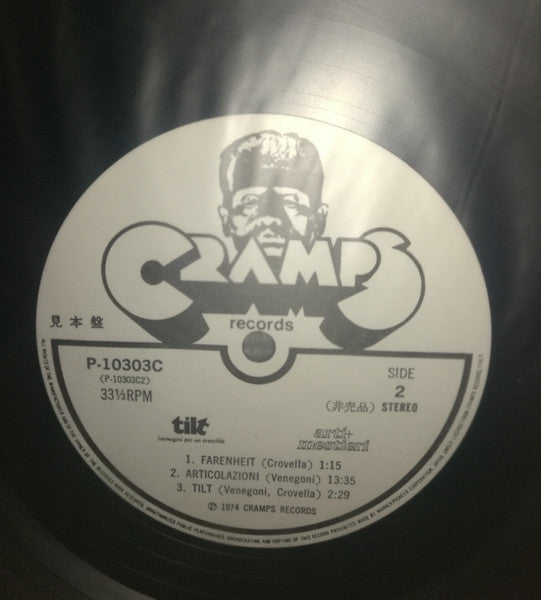 CRAMPS
records
見本盤
P-10303C
(P-10303C2)
33⅓RPM
SIDE
2
(非売品) STEREO
tilt
immagini per un orecchio
arti+
mestieri
1. FARENHEIT (Crovella) 1:15
2. ARTICOLAZIONI (Venegoni) 13:35
3. TILT (Venegoni, Crovella) 2:29
℗ 1974 CRAMPS RECORDS